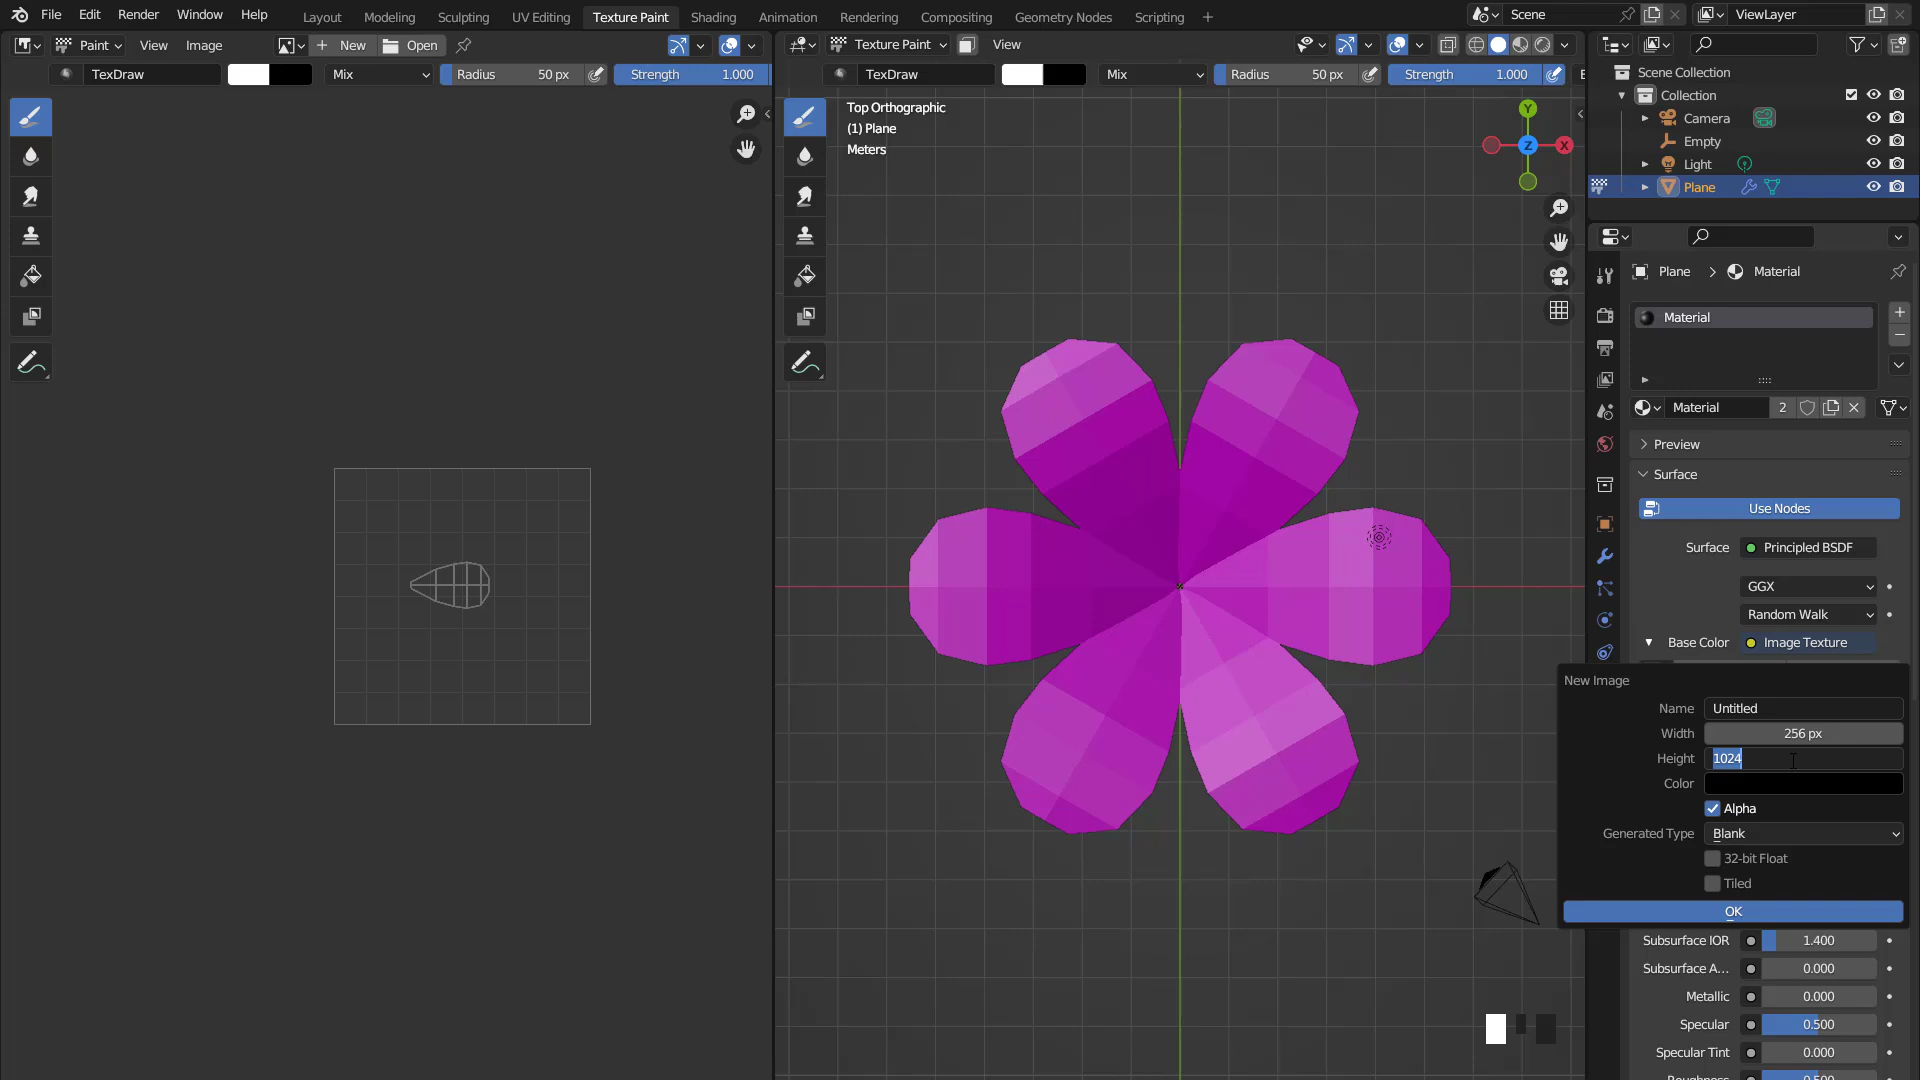 File Edit Render Window Help Layout Modeling Sculpting UV Editing Texture Paint Shading Animation Rendering Compositing Geometry Nodes Scripting + Scene ViewLayer
Paint View Image New Open Texture Paint View
TexDraw Mix Radius 50 px Strength 1.000 TexDraw Mix Radius 50 px Strength 1.000
Scene Collection
Collection
Camera
Empty
Light
Plane
Top Orthographic
(1) Plane
Meters
Y
Z
X
Plane > Material
Material
Material 2
Preview
Surface
Use Nodes
Surface Principled BSDF
GGX
Random Walk
Base Color Image Texture
New Image
Name Untitled
Width 256 px
Height 1024
Color
Alpha
Generated Type Blank
32-bit Float
Tiled
OK
Subsurface IOR 1.400
Subsurface A... 0.000
Metallic 0.000
Specular 0.500
Specular Tint 0.000